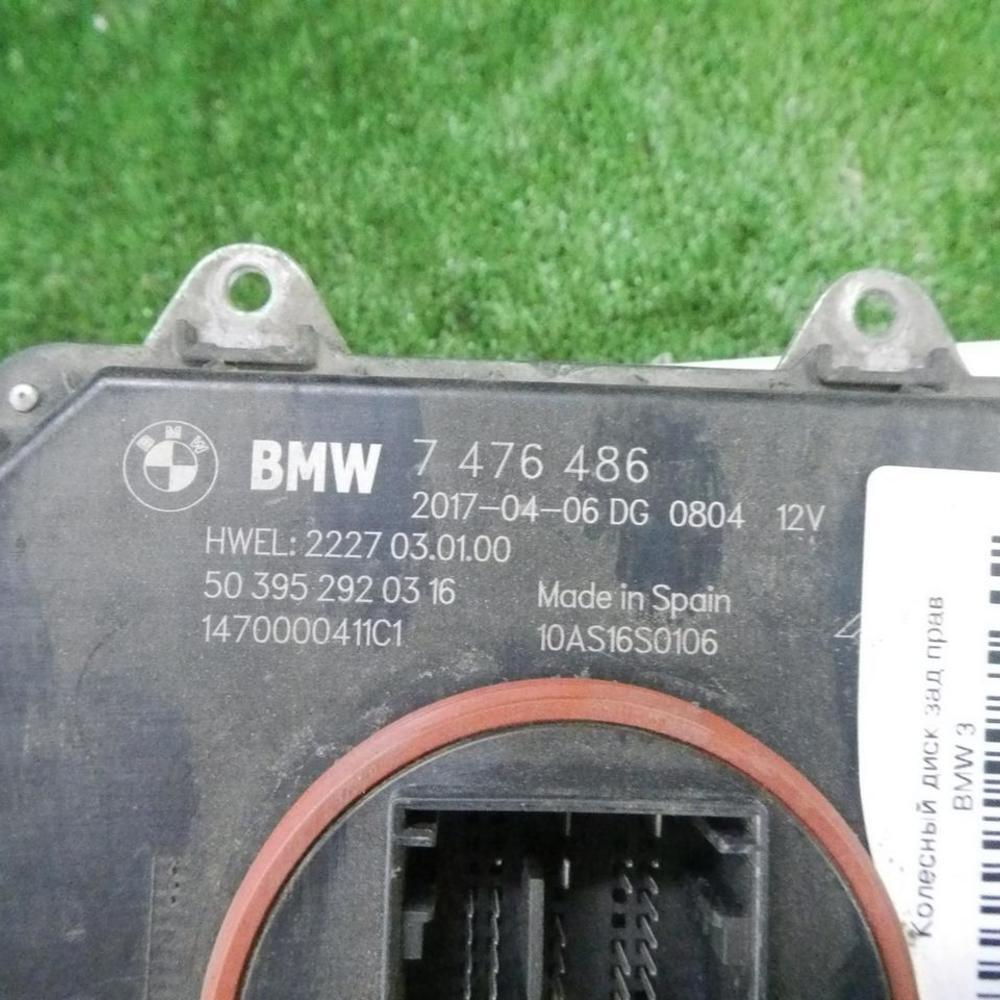 BMW
BMW 7 476 486
2017-04-06 DG 0804 12V
HWEL: 2227 03.01.00
50 395 292 03 16
Made in Spain
1470000411C1
10AS16S0106
Колесный диск зад прав
BMW 3